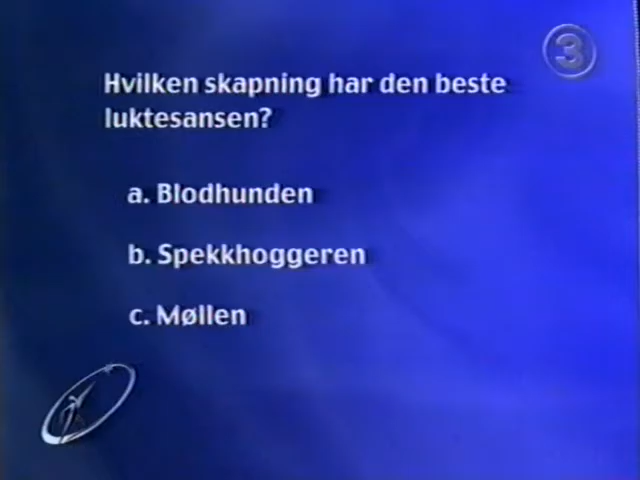 3
Hvilken skapning har den beste
luktesansen?
a. Blodhunden
b. Spekkhoggeren
c. Møllen